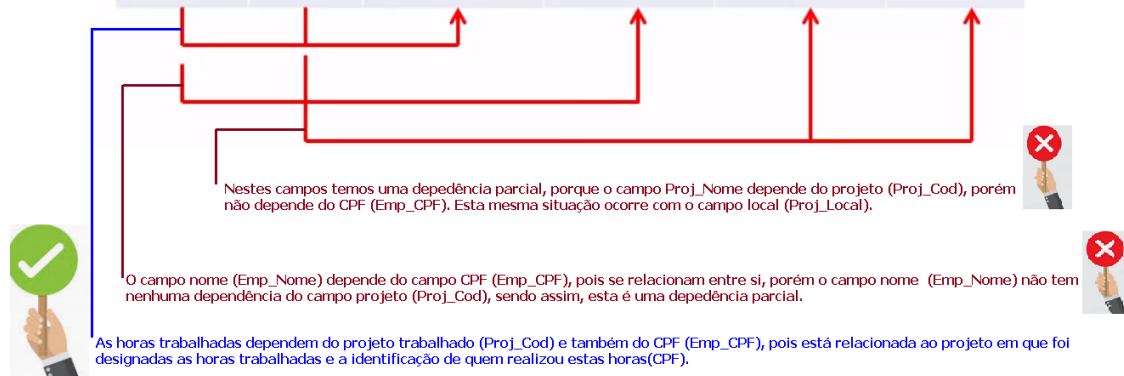 Nestes campos temos uma depedência parcial, porque o campo Proj_Nome depende do projeto (Proj_Cod), porém
não depende do CPF (Emp_CPF). Esta mesma situação ocorre com o campo local (Proj_Local).
O campo nome (Emp_Nome) depende do campo CPF (Emp_CPF), pois se relacionam entre si, porém o campo nome (Emp_Nome) não tem
nenhuma dependência do campo projeto (Proj_Cod), sendo assim, esta é uma depedência parcial.
As horas trabalhadas dependem do projeto trabalhado (Proj_Cod) e também do CPF (Emp_CPF), pois está relacionada ao projeto em que foi
designadas as horas trabalhadas e a identificação de quem realizou estas horas(CPF).